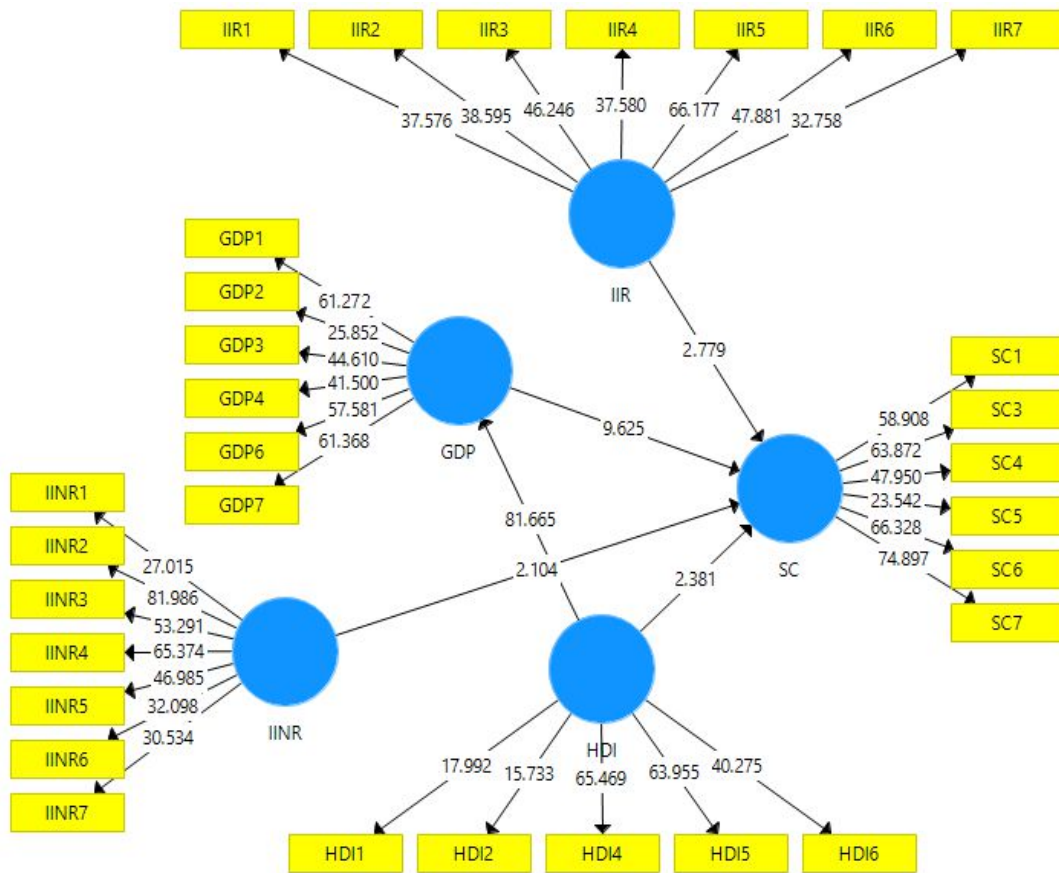 IIR1 IIR2 IIR3 IIR4 IIR5 IIR6 IIR7
37.576 38.595 46.246 37.580 66.177 47.881 32.758
IIR
GDP1
GDP2
GDP3
GDP4
GDP6
GDP7
61.272
25.852
44.610
41.500
57.581
61.368
GDP
2.779
9.625
81.665
2.104
2.381
SC1
SC3
SC4
SC5
SC6
SC7
58.908
63.872
47.950
23.542
66.328
74.897
SC
IINR1
IINR2
IINR3
IINR4
IINR5
IINR6
IINR7
27.015
81.986
53.291
65.374
46.985
32.098
30.534
IINR
HDI
17.992 15.733 65.469 63.955 40.275
HDI1 HDI2 HDI4 HDI5 HDI6